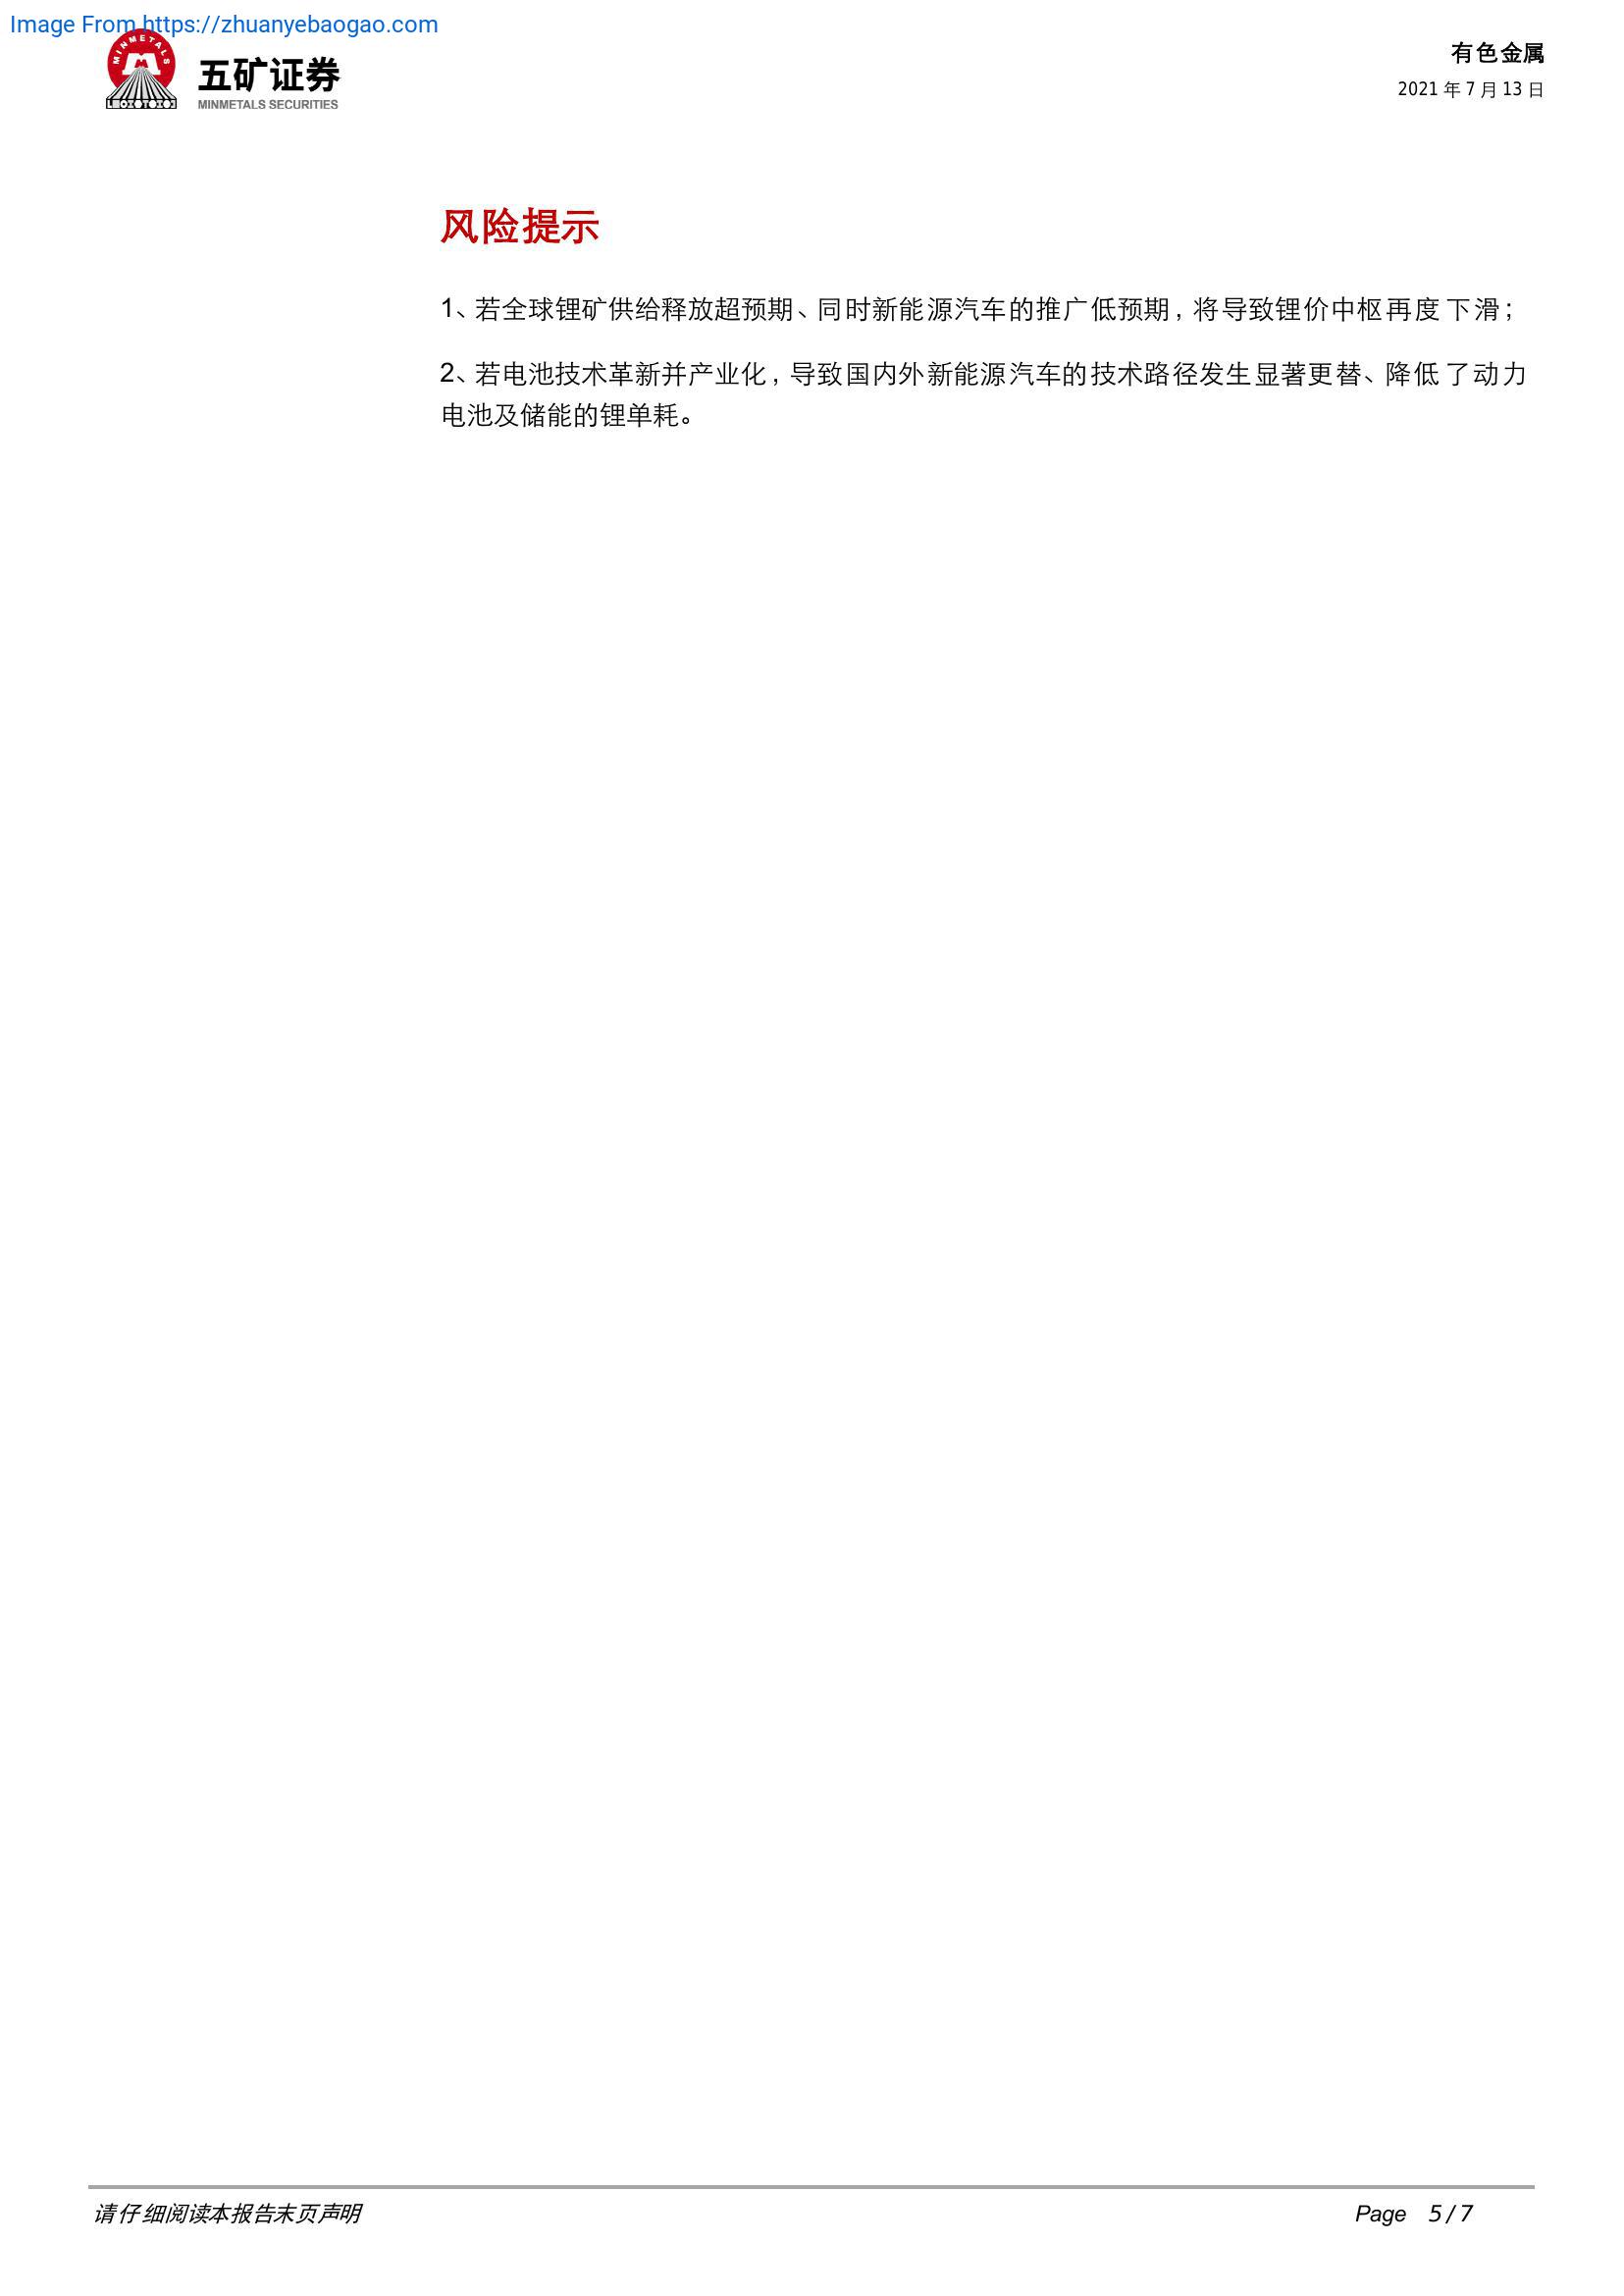 Image From https://zhuanyebaogao.com
MINMETALS
五矿证券
MINMETALS SECURITIES
有色金属
2021 年 7 月 13 日
风险提示
1、若全球锂矿供给释放超预期、同时新能源汽车的推广低预期，将导致锂价中枢再度下滑；
2、若电池技术革新并产业化，导致国内外新能源汽车的技术路径发生显著更替、降低了动力
电池及储能的锂单耗。
请仔细阅读本报告末页声明
Page 5 / 7